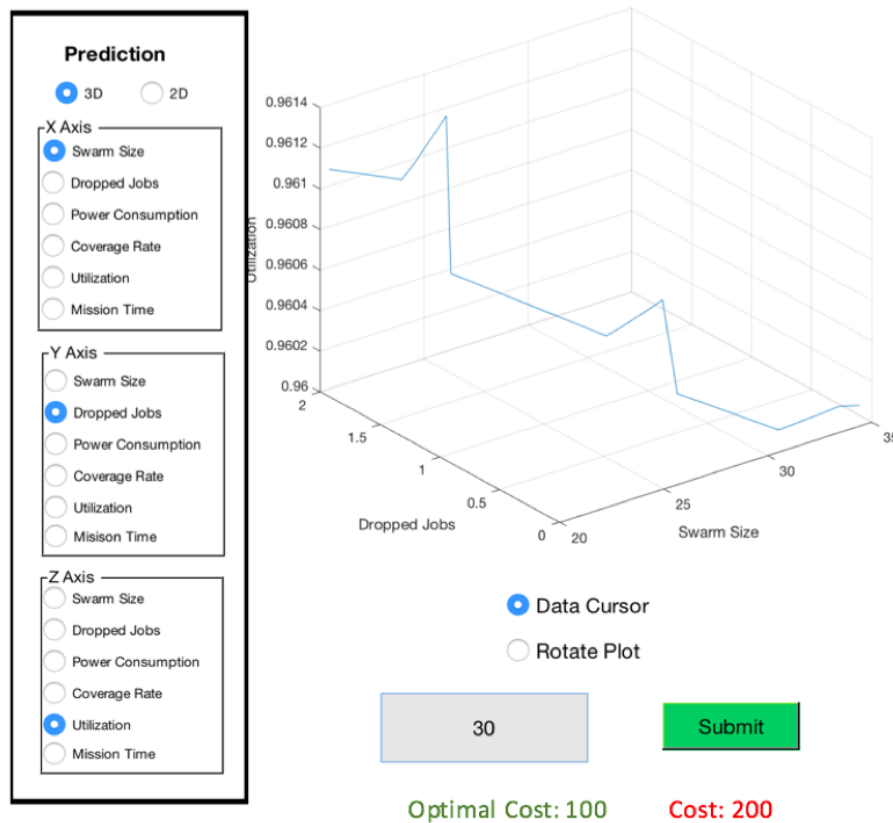 Prediction
3D 2D
X Axis
Swarm Size
Dropped Jobs
Power Consumption
Coverage Rate
Utilization
Mission Time
Y Axis
Swarm Size
Dropped Jobs
Power Consumption
Coverage Rate
Utilization
Misison Time
Z Axis
Swarm Size
Dropped Jobs
Power Consumption
Coverage Rate
Utilization
Mission Time
0.9614
0.9612
0.961
0.9608
0.9606
0.9604
0.9602
0.96
Utilization
2
1.5
1
0.5
0
Dropped Jobs
20
25
30
35
Swarm Size
Data Cursor
Rotate Plot
30
Submit
Optimal Cost: 100 Cost: 200